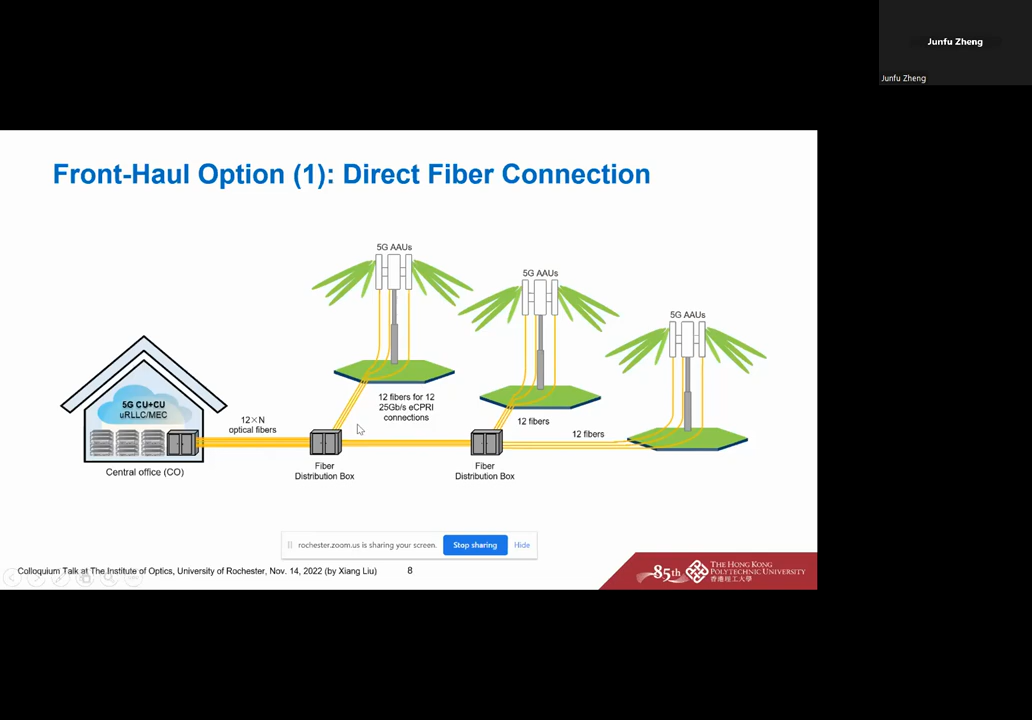 Junfu Zheng
Junfu Zheng
Front-Haul Option (1): Direct Fiber Connection
5G AAUs
5G AAUs
5G AAUs
5G CU+CU
uRLLC/MEC
12×N
optical fibers
12 fibers for 12
25Gb/s eCPRI
connections
12 fibers
12 fibers
Central office (CO)
Fiber
Distribution Box
Fiber
Distribution Box
rochester.zoom.us is sharing your screen.
Stop sharing
Hide
Colloquium Talk at The Institute of Optics, University of Rochester, Nov. 14, 2022 (by Xiang Liu)
8
85th
THE HONG KONG
POLYTECHNIC UNIVERSITY
香港理工大學